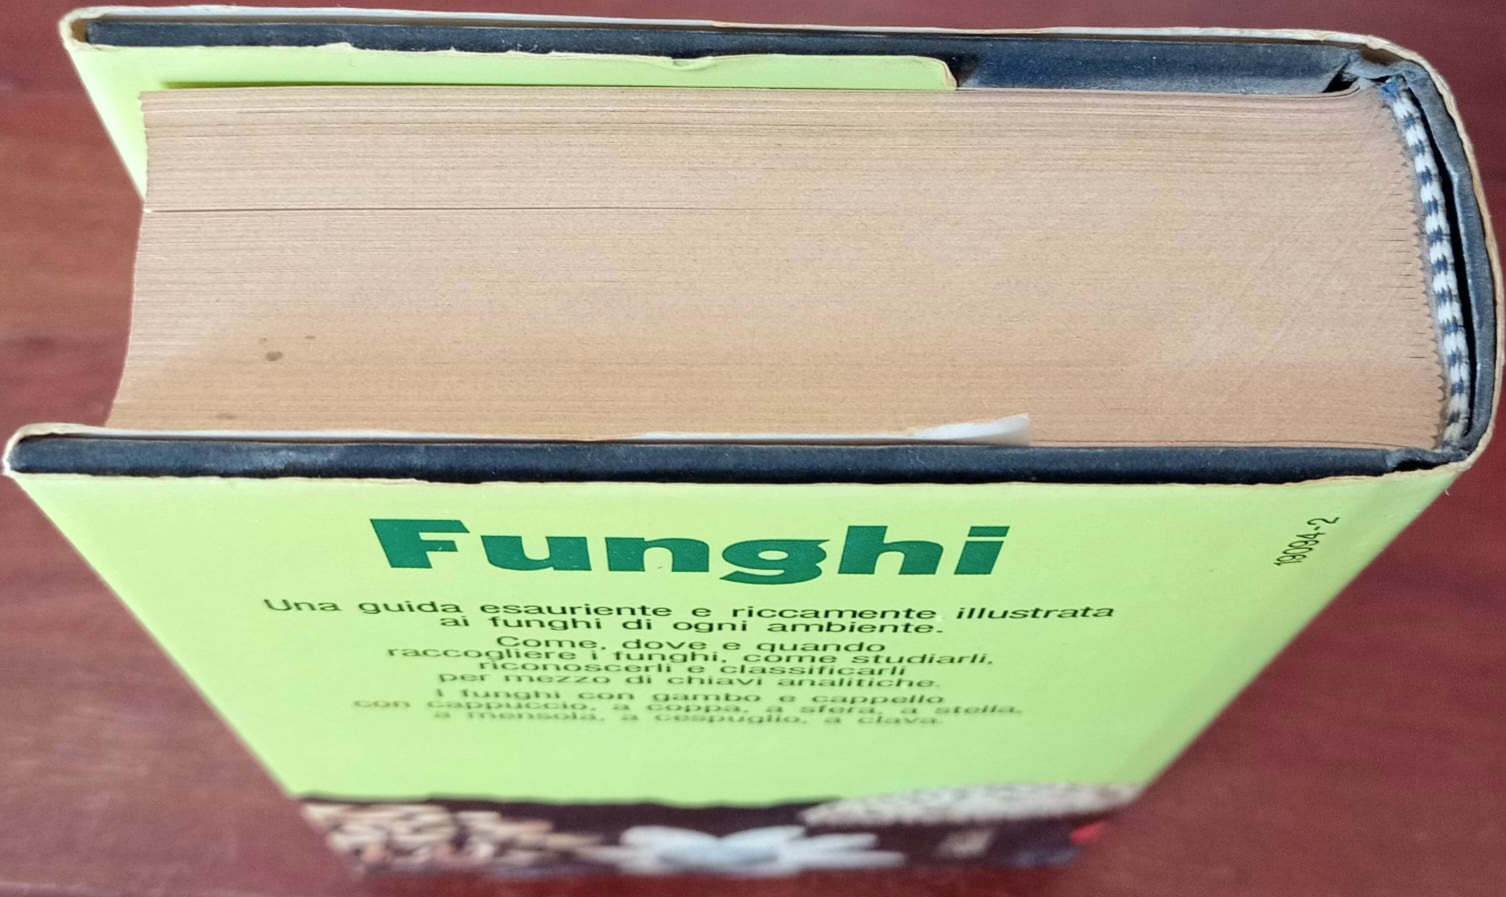 Funghi
19094-2
Una guida esauriente e riccamente illustrata
ai funghi di ogni ambiente.
Come, dove e quando
raccogliere i funghi, come studiarli,
riconoscerli e classificarli
per mezzo di chiavi analitiche.
I funghi con gambo e cappello
con cappuccio, a coppa, a sfera, a stella,
a mensola, a cespuglio, a clava.